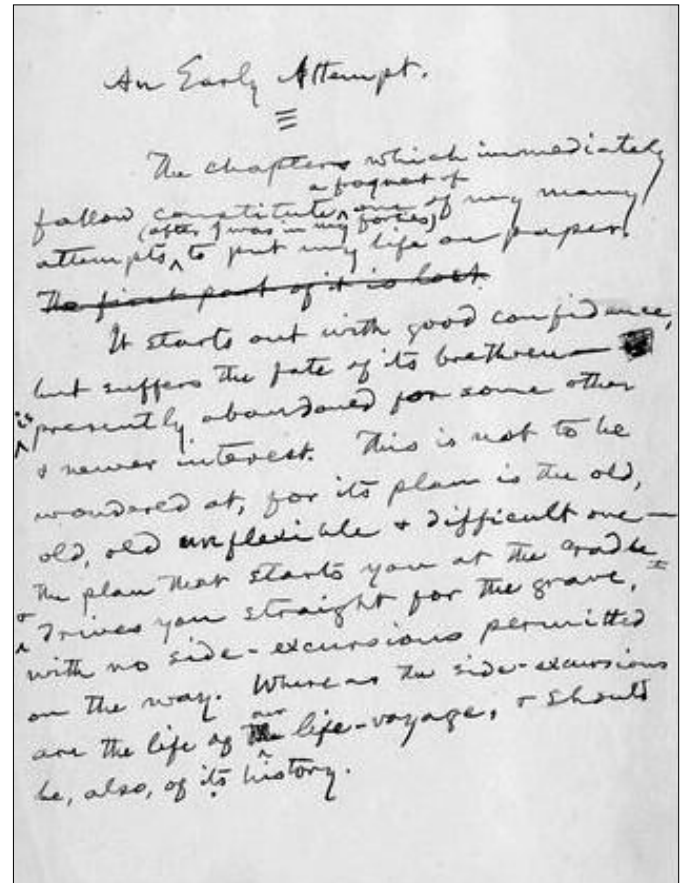 An Early Attempt.
The chapters which immediately
a fragment of
follow constitute one of my many
(after I was in my forties)
attempts to put my life on paper.
The first part of it is lost.
It starts out with good confidence,
but suffers the fate of its brethren—
is presently abandoned for some other
& newer interest. This is not to be
wondered at, for its plan is the old,
old, old unflexible & difficult one—
the plan that starts you at the cradle
& drives you straight for the grave,
with no side-excursions permitted
on the way. Whereas the side-excursions
our
are the life of the life-voyage, & should
be, also, of its history.